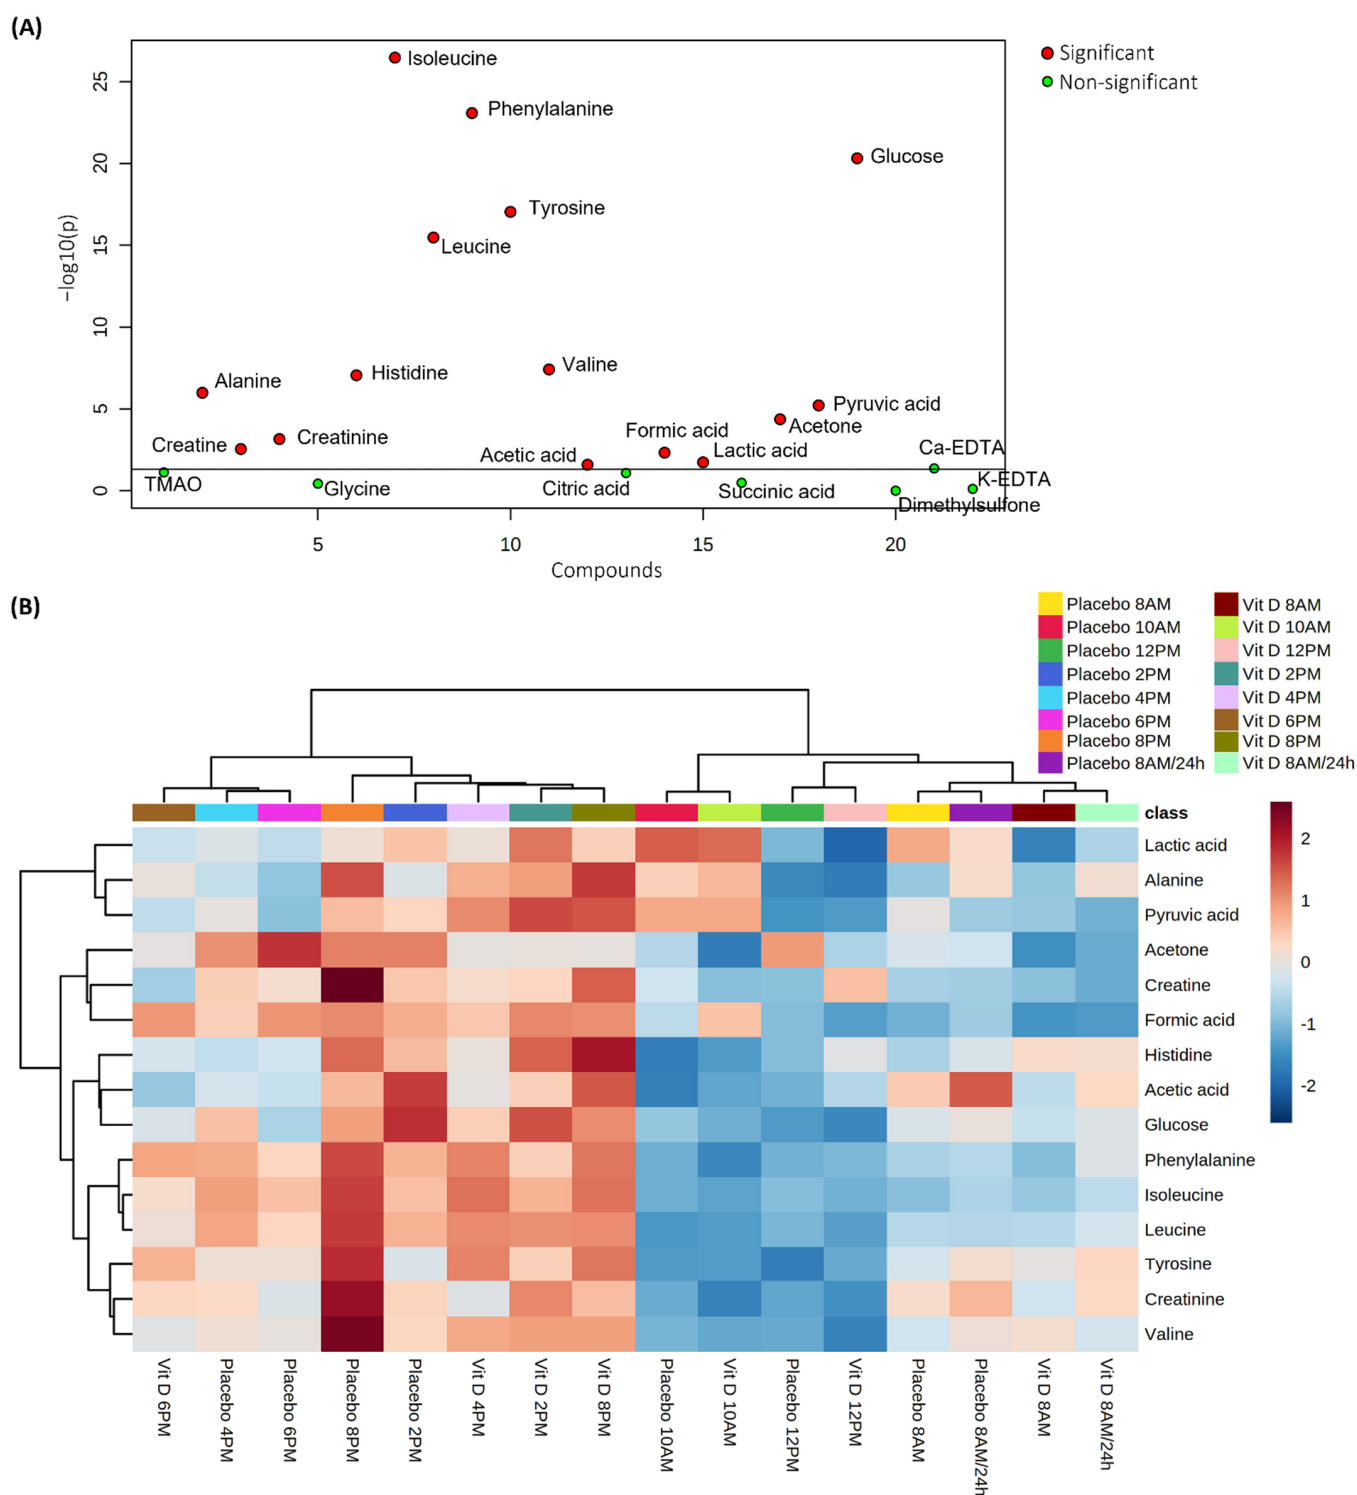 (A)
Isoleucine
Phenylalanine
Glucose
Tyrosine
Leucine
Valine
Histidine
Alanine
Pyruvic acid
Acetone
Creatinine
Creatine
Formic acid
Lactic acid
Acetic acid
Ca-EDTA
TMAO
Glycine
Citric acid
Succinic acid
K-EDTA
Dimethylsulfone
Significant
Non-significant
−log10(p)
25
20
15
10
5
0
5
10
15
20
Compounds
(B)
Placebo 8AM
Placebo 10AM
Placebo 12PM
Placebo 2PM
Placebo 4PM
Placebo 6PM
Placebo 8PM
Placebo 8AM/24h
Vit D 8AM
Vit D 10AM
Vit D 12PM
Vit D 2PM
Vit D 4PM
Vit D 6PM
Vit D 8PM
Vit D 8AM/24h
class
Lactic acid
Alanine
Pyruvic acid
Acetone
Creatine
Formic acid
Histidine
Acetic acid
Glucose
Phenylalanine
Isoleucine
Leucine
Tyrosine
Creatinine
Valine
2
1
0
-1
-2
Vit D 6PM
Placebo 4PM
Placebo 6PM
Placebo 8PM
Placebo 2PM
Vit D 4PM
Vit D 2PM
Vit D 8PM
Placebo 10AM
Vit D 10AM
Placebo 12PM
Vit D 12PM
Placebo 8AM
Placebo 8AM/24h
Vit D 8AM
Vit D 8AM/24h